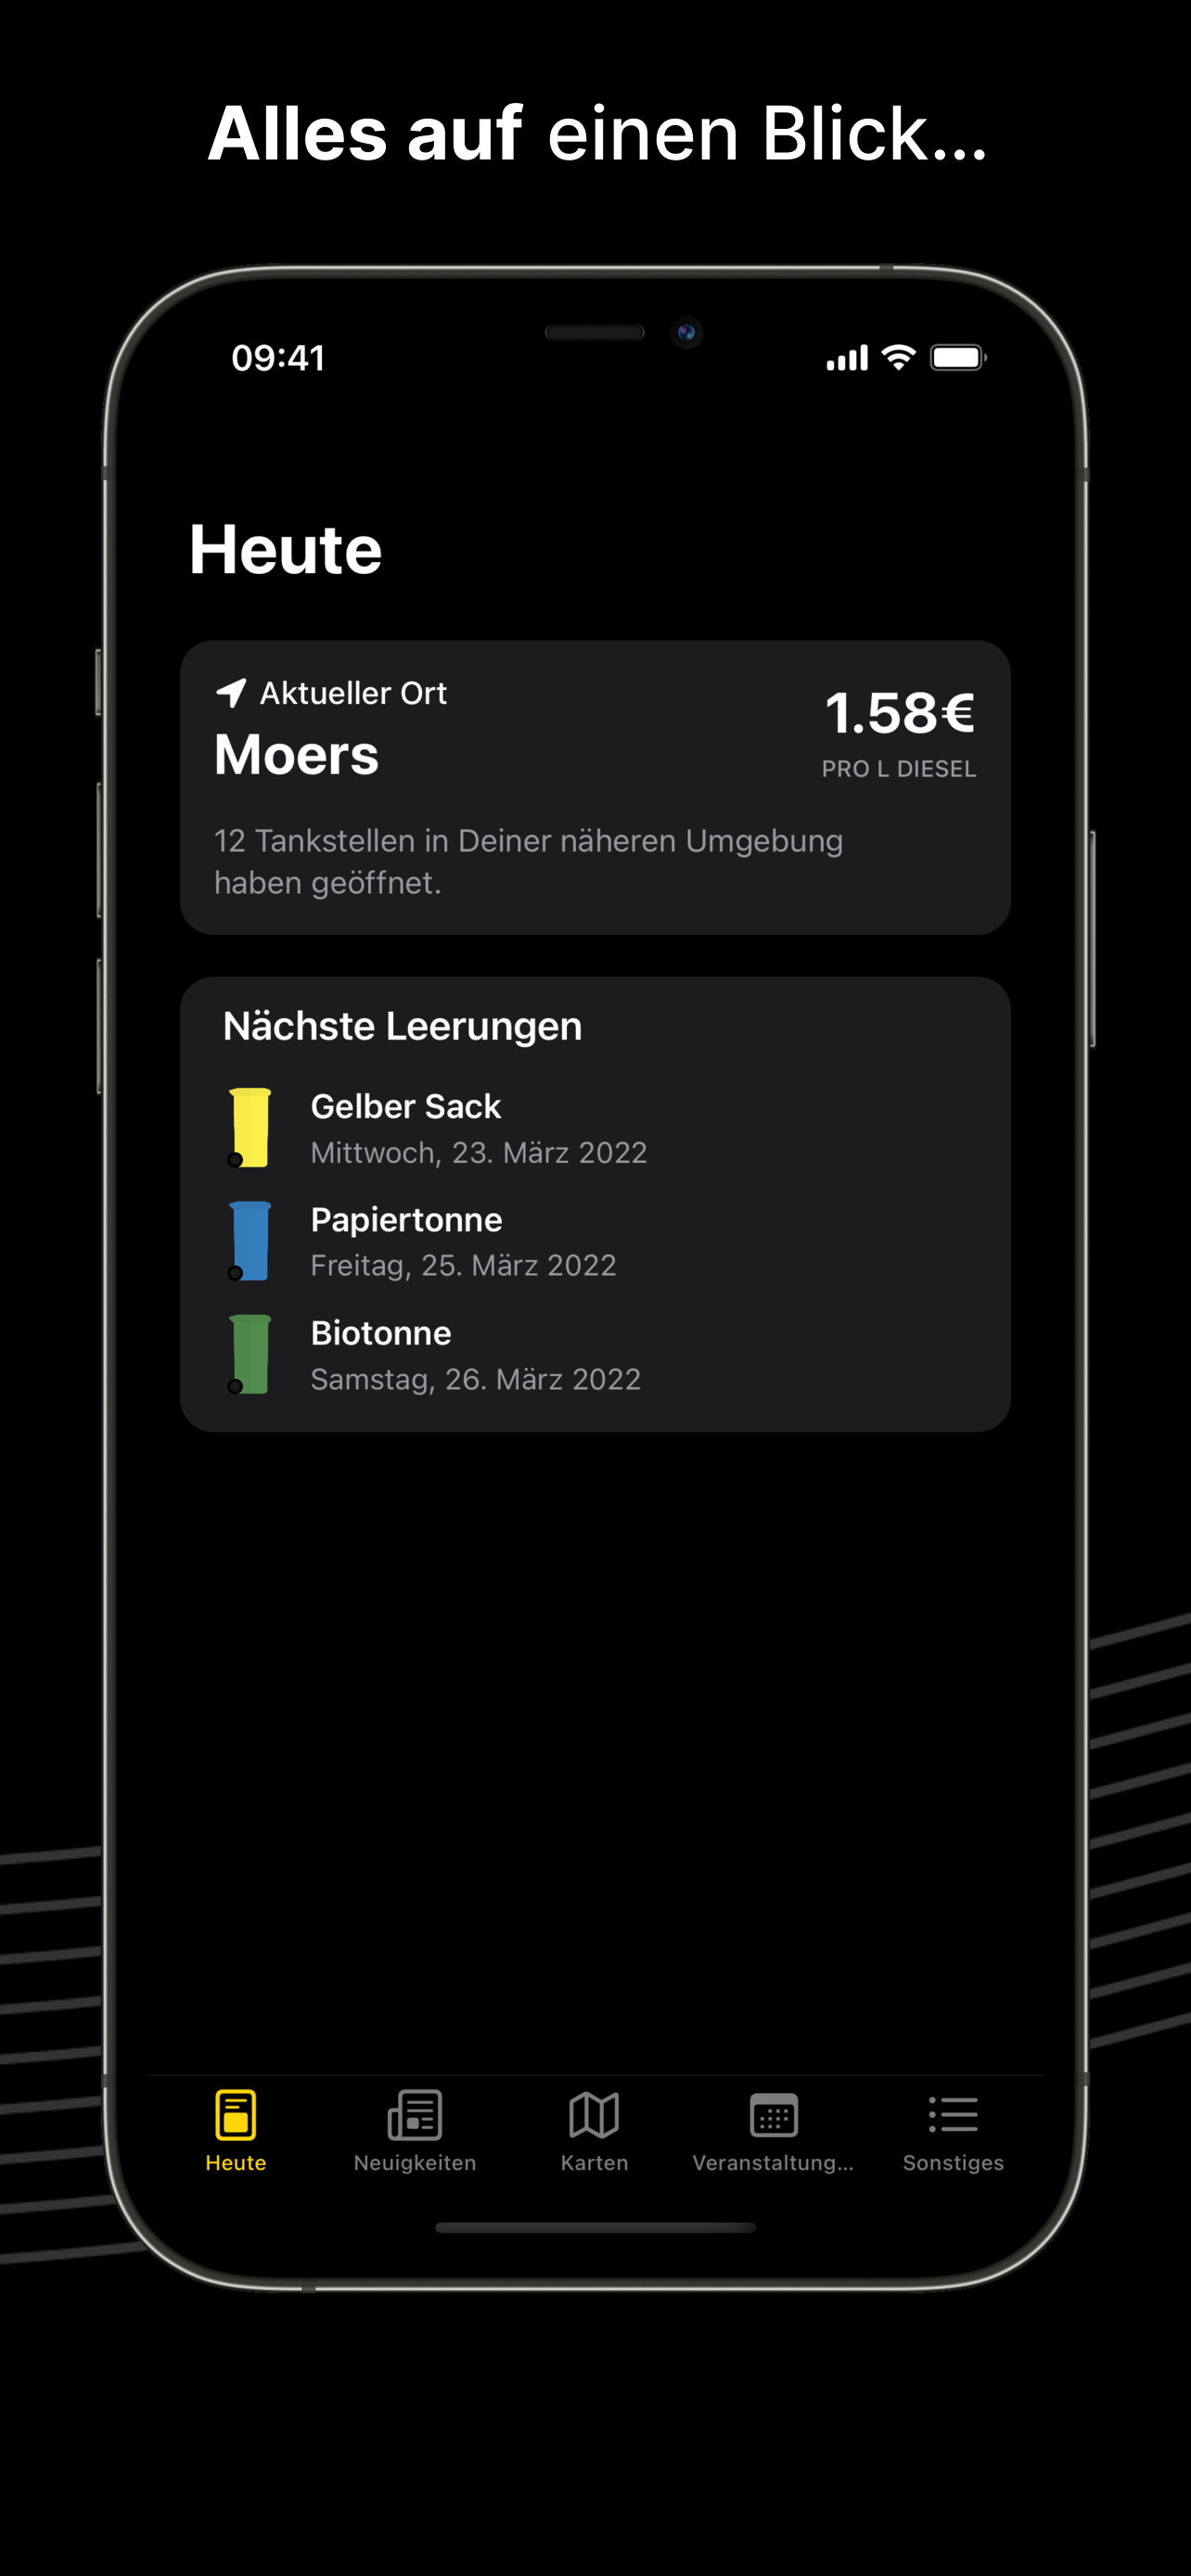 Alles auf einen Blick...
09:41
Heute
Aktueller Ort
Moers
1.58€
PRO L DIESEL
12 Tankstellen in Deiner näheren Umgebung
haben geöffnet.
Nächste Leerungen
Gelber Sack
Mittwoch, 23. März 2022
Papiertonne
Freitag, 25. März 2022
Biotonne
Samstag, 26. März 2022
Heute
Neuigkeiten
Karten
Veranstaltung...
Sonstiges